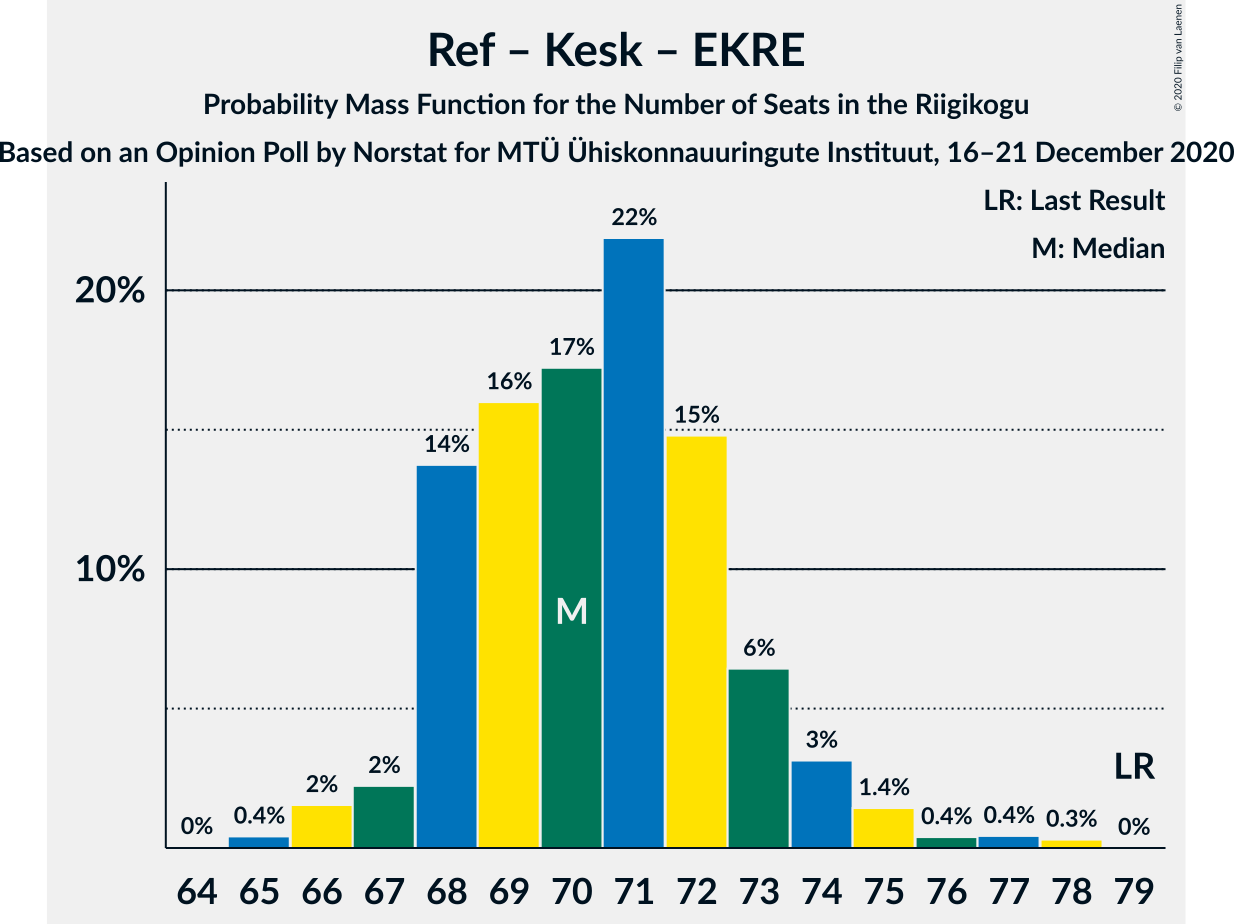 Ref – Kesk – EKRE
Probability Mass Function for the Number of Seats in the Riigikogu
Based on an Opinion Poll by Norstat for MTÜ Ühiskonnauuringute Instituut, 16–21 December 2020
© 2020 Filip van Laenen
LR: Last Result
M: Median
22%
20%
17%
16%
15%
14%
10%
M
6%
3%
LR
2%
2%
1.4%
0%
0.4%
0.4%
0.4%
0.3%
0%
64 65 66 67 68 69 70 71 72 73 74 75 76 77 78 79